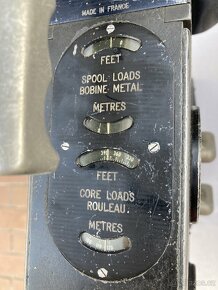 MADE IN FRANCE
FEET
SPOOL LOADS
BOBINE METAL
METRES
FEET
CORE LOADS
ROULEAU
METRES